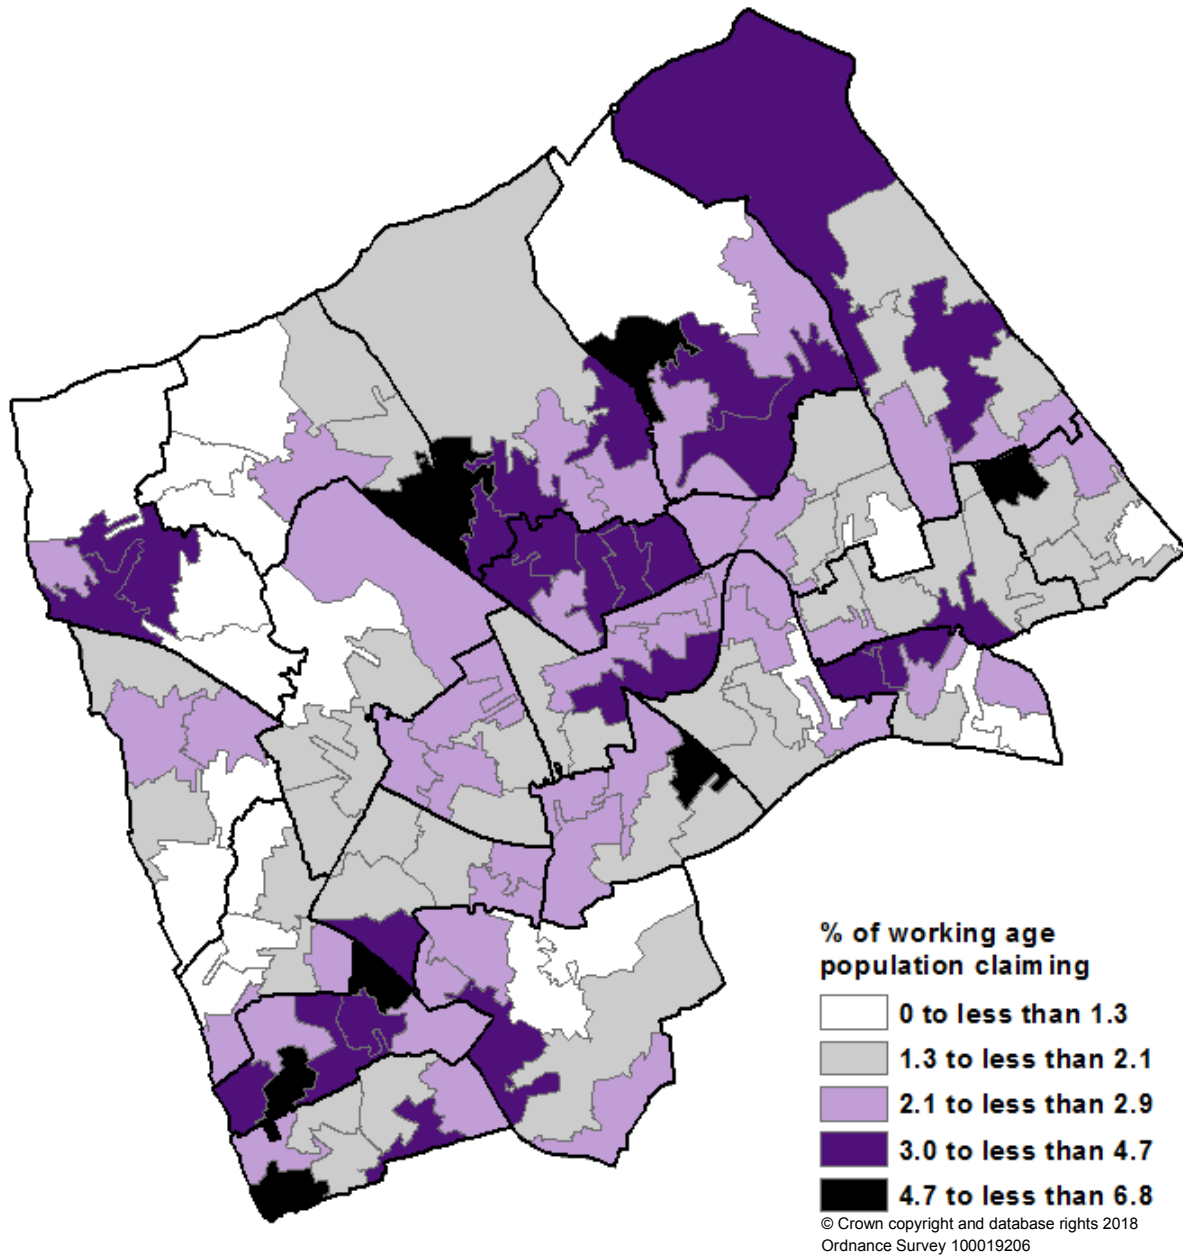 % of working age
population claiming
0 to less than 1.3
1.3 to less than 2.1
2.1 to less than 2.9
3.0 to less than 4.7
4.7 to less than 6.8
© Crown copyright and database rights 2018
Ordnance Survey 100019206